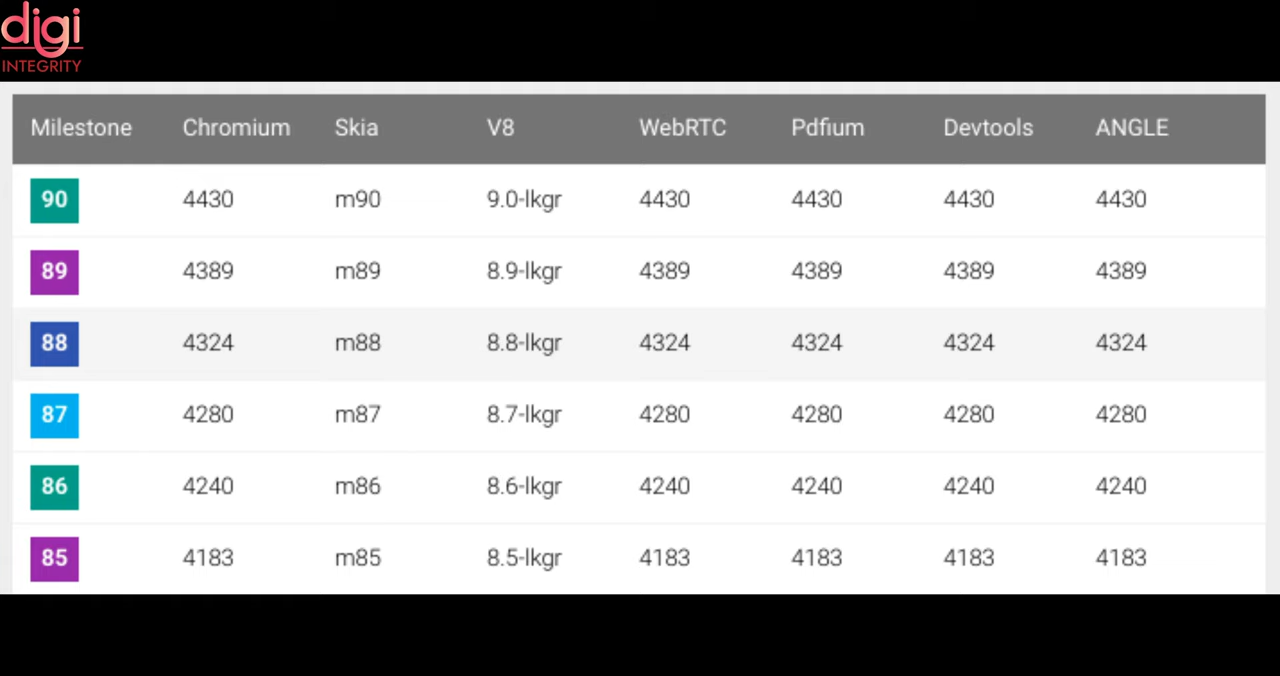 digi
INTEGRITY
Milestone Chromium Skia V8 WebRTC Pdfium Devtools ANGLE
90 4430 m90 9.0-lkgr 4430 4430 4430 4430
89 4389 m89 8.9-lkgr 4389 4389 4389 4389
88 4324 m88 8.8-lkgr 4324 4324 4324 4324
87 4280 m87 8.7-lkgr 4280 4280 4280 4280
86 4240 m86 8.6-lkgr 4240 4240 4240 4240
85 4183 m85 8.5-lkgr 4183 4183 4183 4183